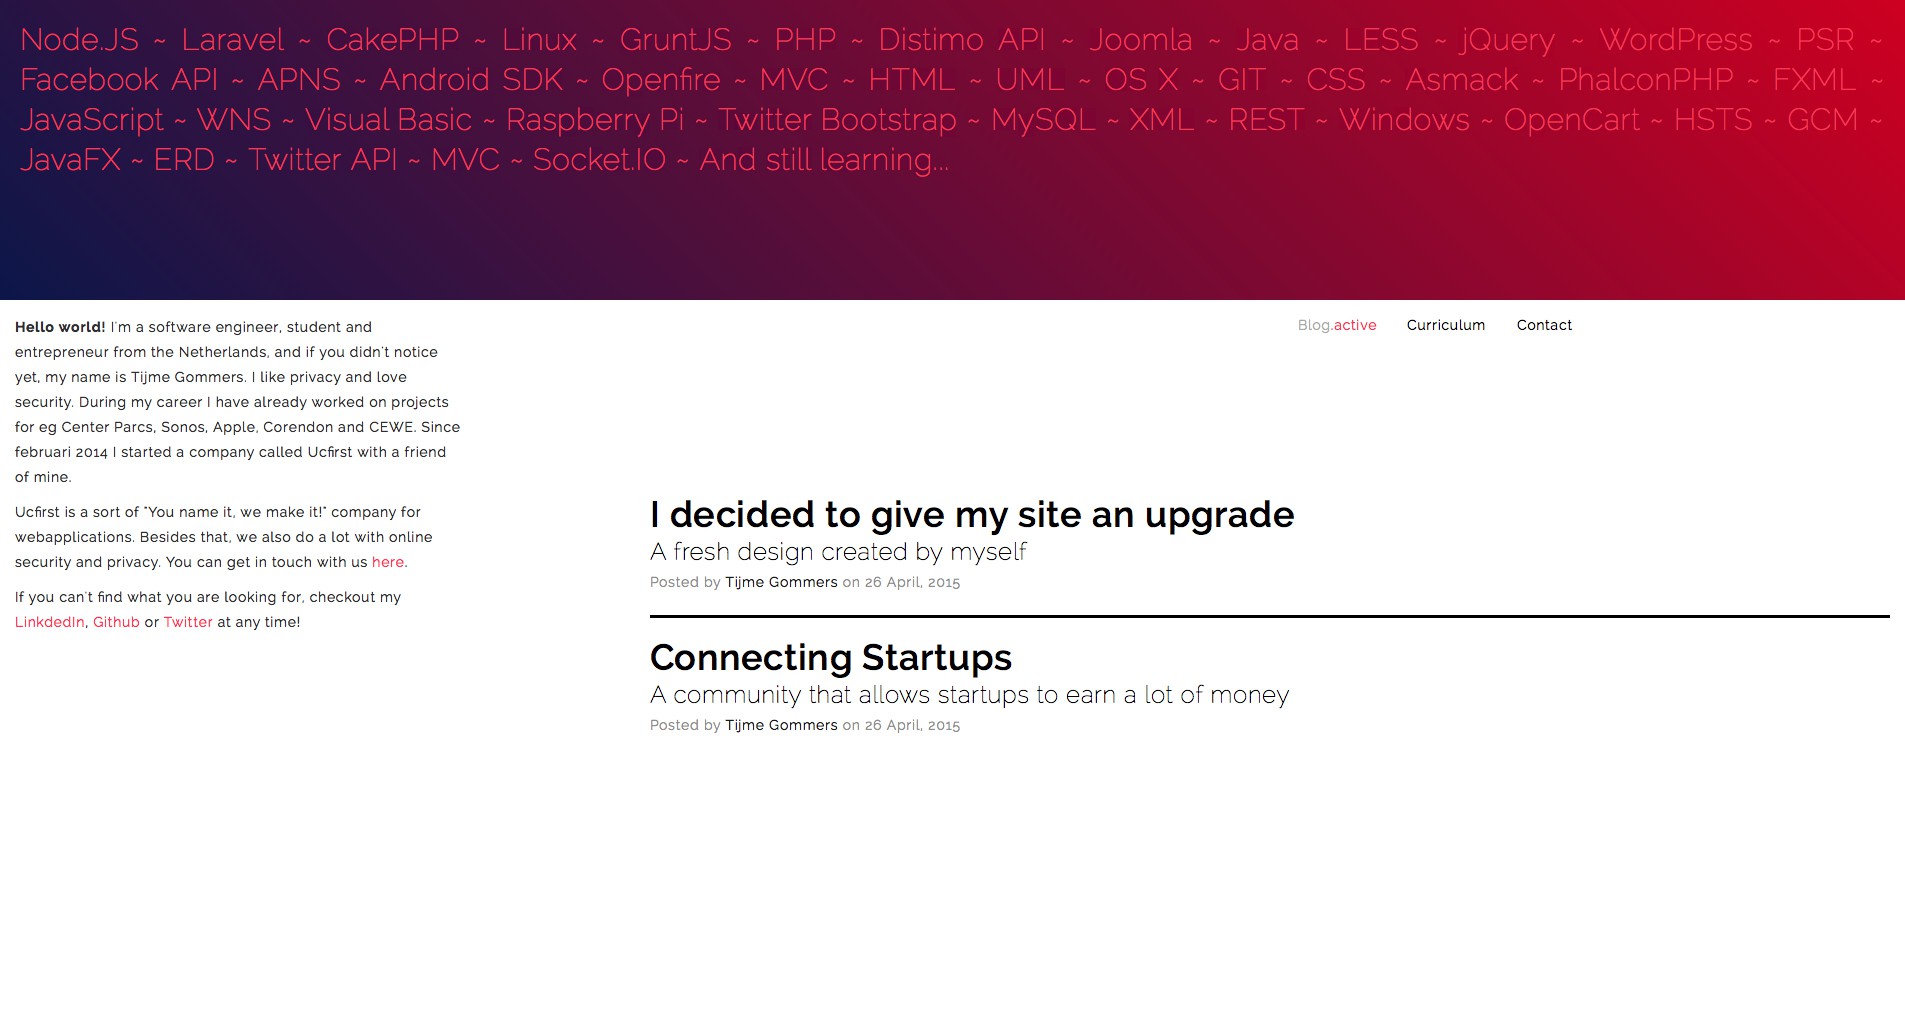 Node.JS ~ Laravel ~ CakePHP ~ Linux ~ GruntJS ~ PHP ~ Distimo API ~ Joomla ~ Java ~ LESS ~ jQuery ~ WordPress ~ PSR ~
Facebook API ~ APNS ~ Android SDK ~ Openfire ~ MVC ~ HTML ~ UML ~ OS X ~ GIT ~ CSS ~ Asmack ~ PhalconPHP ~ FXML ~
JavaScript ~ WNS ~ Visual Basic ~ Raspberry Pi ~ Twitter Bootstrap ~ MySQL ~ XML ~ REST ~ Windows ~ OpenCart ~ HSTS ~ GCM ~
JavaFX ~ ERD ~ Twitter API ~ MVC ~ Socket.IO ~ And still learning...
Hello world! I'm a software engineer, student and
entrepreneur from the Netherlands, and if you didn't notice
yet, my name is Tijme Gommers. I like privacy and love
security. During my career I have already worked on projects
for eg Center Parcs, Sonos, Apple, Corendon and CEWE. Since
februari 2014 I started a company called Ucfirst with a friend
of mine.
Ucfirst is a sort of "You name it, we make it!" company for
webapplications. Besides that, we also do a lot with online
security and privacy. You can get in touch with us here.
If you can't find what you are looking for, checkout my
LinkdedIn, Github or Twitter at any time!
Blog.active Curriculum Contact
I decided to give my site an upgrade
A fresh design created by myself
Posted by Tijme Gommers on 26 April, 2015
Connecting Startups
A community that allows startups to earn a lot of money
Posted by Tijme Gommers on 26 April, 2015